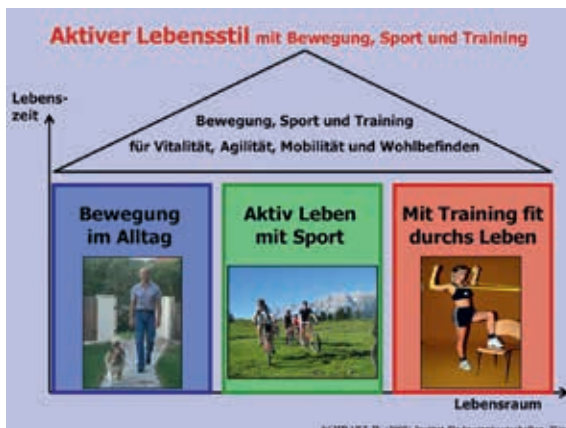 Aktiver Lebensstil mit Bewegung, Sport und Training
Lebens-
zeit
Bewegung, Sport und Training
für Vitalität, Agilität, Mobilität und Wohlbefinden
Bewegung
im Alltag
Aktiv Leben
mit Sport
Mit Training fit
durchs Leben
Lebensraum